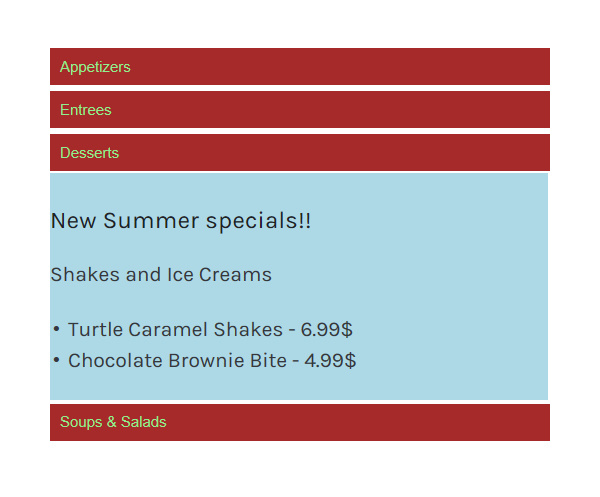 Appetizers
Entrees
Desserts
New Summer specials!!
Shakes and Ice Creams
• Turtle Caramel Shakes - 6.99$
• Chocolate Brownie Bite - 4.99$
Soups & Salads